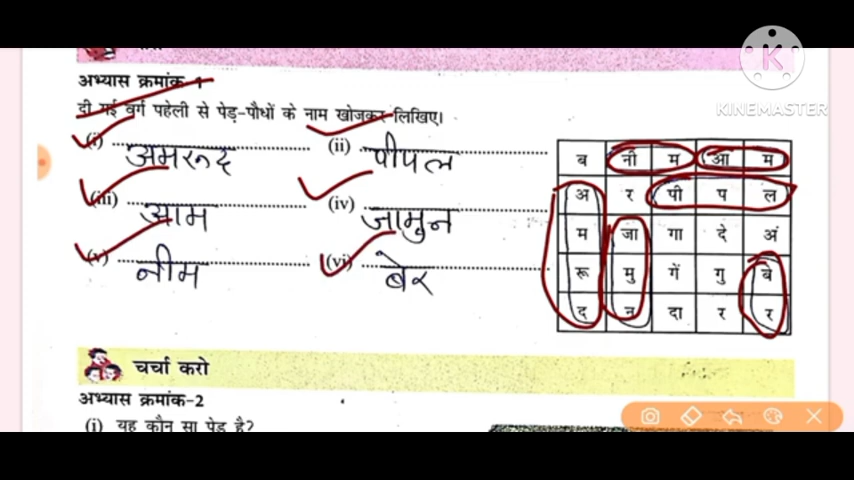 KINEMASTER
अभ्यास क्रमांक-1
दी गई वर्ग पहेली से पेड़-पौधों के नाम खोजकर लिखिए।
(i) अमरूद (ii) पीपल
(iii) आम (iv) जामुन
(v) नीम (vi) बेर
ब नी म आ म
अ र पी प ल
म जा गा दे अं
रू मु गें गु बे
द न दा र र
चर्चा करो
अभ्यास क्रमांक-2
(i) यह कौन सा पेड़ है?